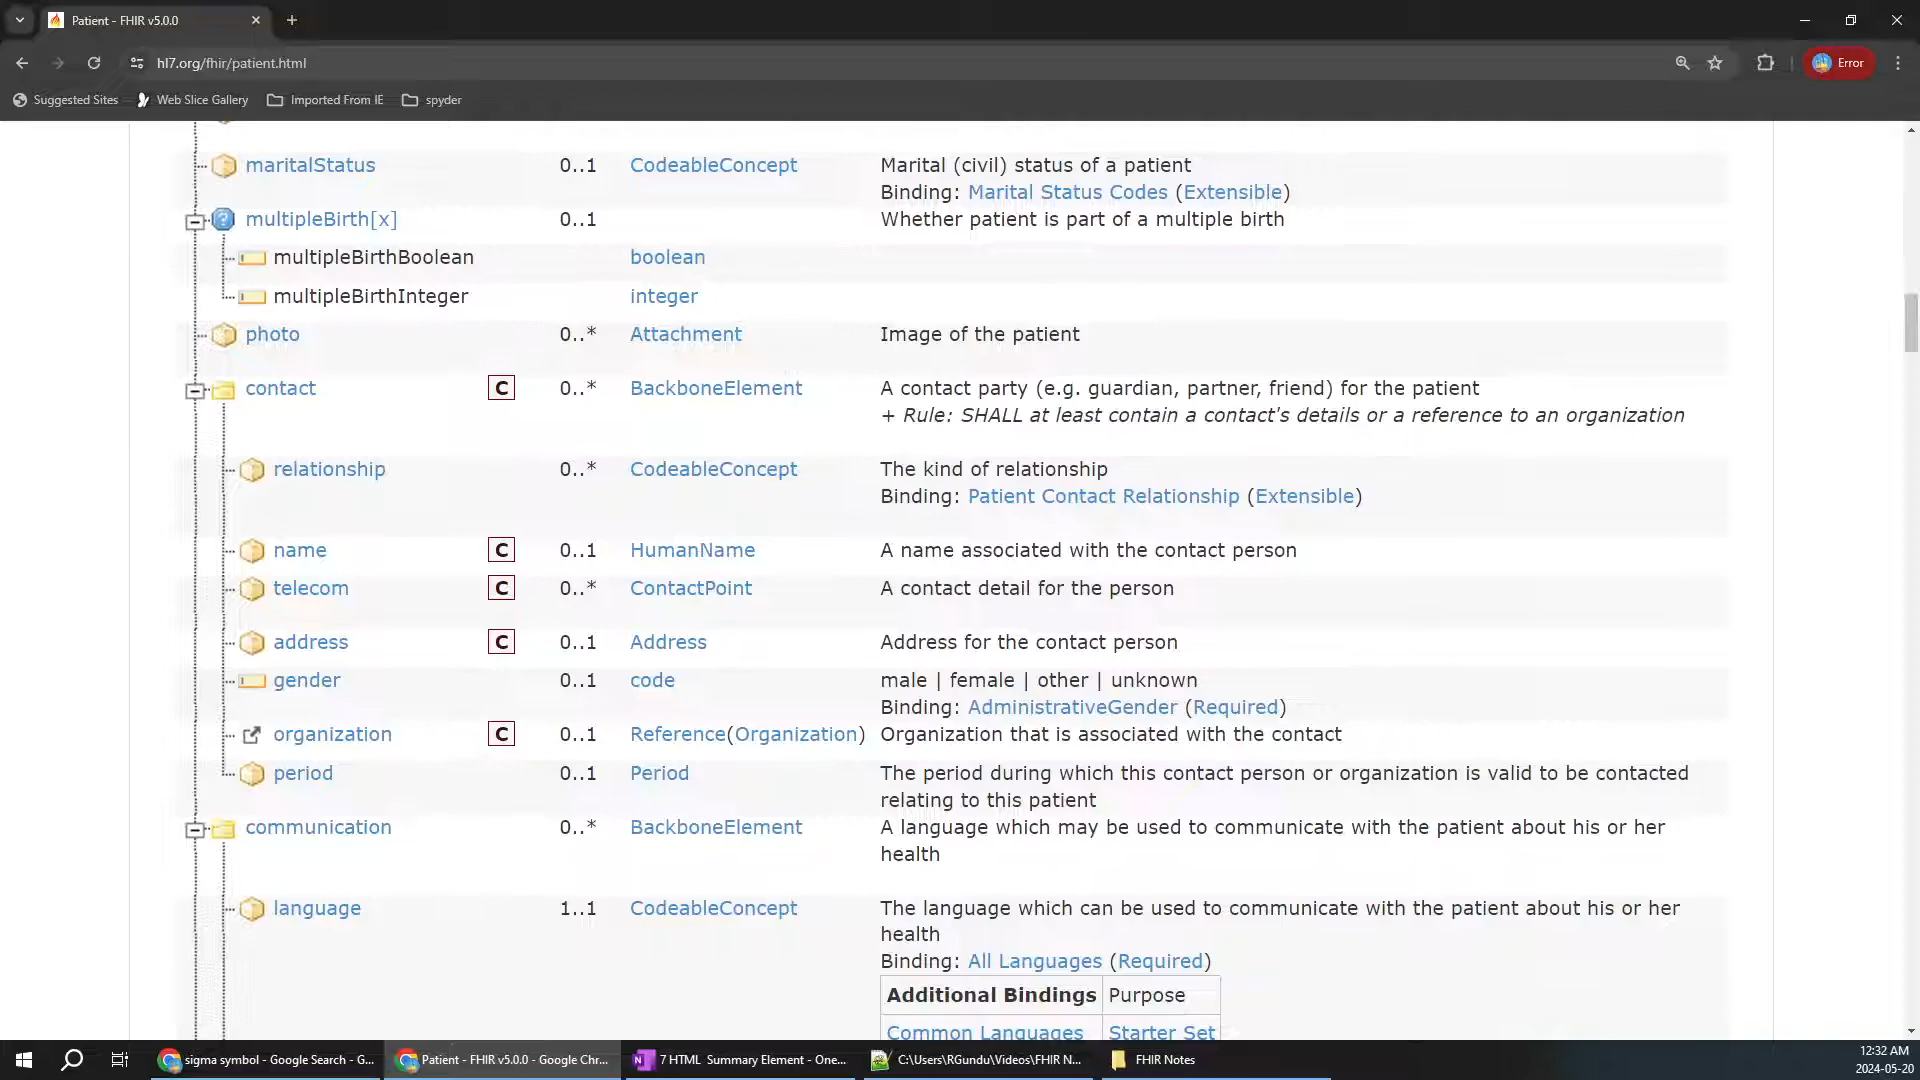 Patient - FHIR v5.0.0
hl7.org/fhir/patient.html
Error
Suggested Sites
Web Slice Gallery
Imported From IE
spyder
maritalStatus 0..1 CodeableConcept Marital (civil) status of a patient
Binding: Marital Status Codes (Extensible)
multipleBirth[x] 0..1 Whether patient is part of a multiple birth
multipleBirthBoolean boolean
multipleBirthInteger integer
photo 0..* Attachment Image of the patient
contact C 0..* BackboneElement A contact party (e.g. guardian, partner, friend) for the patient
+ Rule: SHALL at least contain a contact's details or a reference to an organization
relationship 0..* CodeableConcept The kind of relationship
Binding: Patient Contact Relationship (Extensible)
name C 0..1 HumanName A name associated with the contact person
telecom C 0..* ContactPoint A contact detail for the person
address C 0..1 Address Address for the contact person
gender 0..1 code male | female | other | unknown
Binding: AdministrativeGender (Required)
organization C 0..1 Reference(Organization) Organization that is associated with the contact
period 0..1 Period The period during which this contact person or organization is valid to be contacted
relating to this patient
communication 0..* BackboneElement A language which may be used to communicate with the patient about his or her
health
language 1..1 CodeableConcept The language which can be used to communicate with the patient about his or her
health
Binding: All Languages (Required)
Additional Bindings Purpose
Common Languages Starter Set
sigma symbol - Google Search - G...
Patient - FHIR v5.0.0 - Google Chr...
7 HTML Summary Element - One...
C:\Users\RGundu\Videos\FHIR N...
FHIR Notes
12:32 AM
2024-05-20